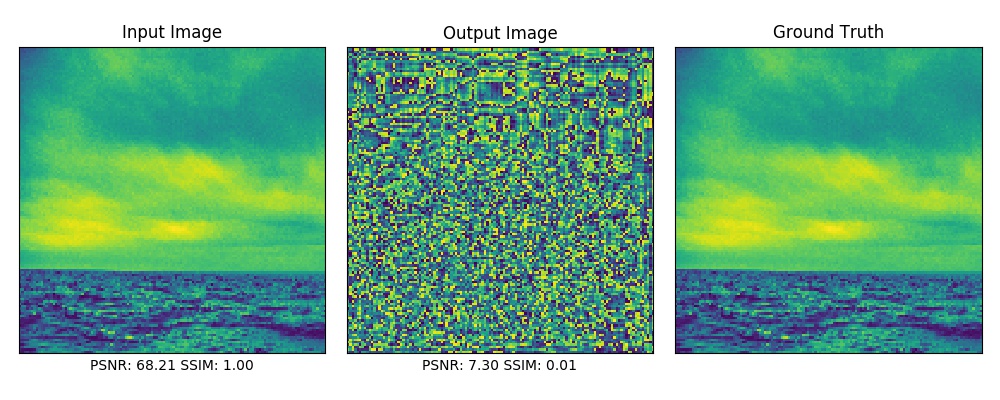 Input Image
Output Image
Ground Truth
PSNR: 68.21 SSIM: 1.00
PSNR: 7.30 SSIM: 0.01